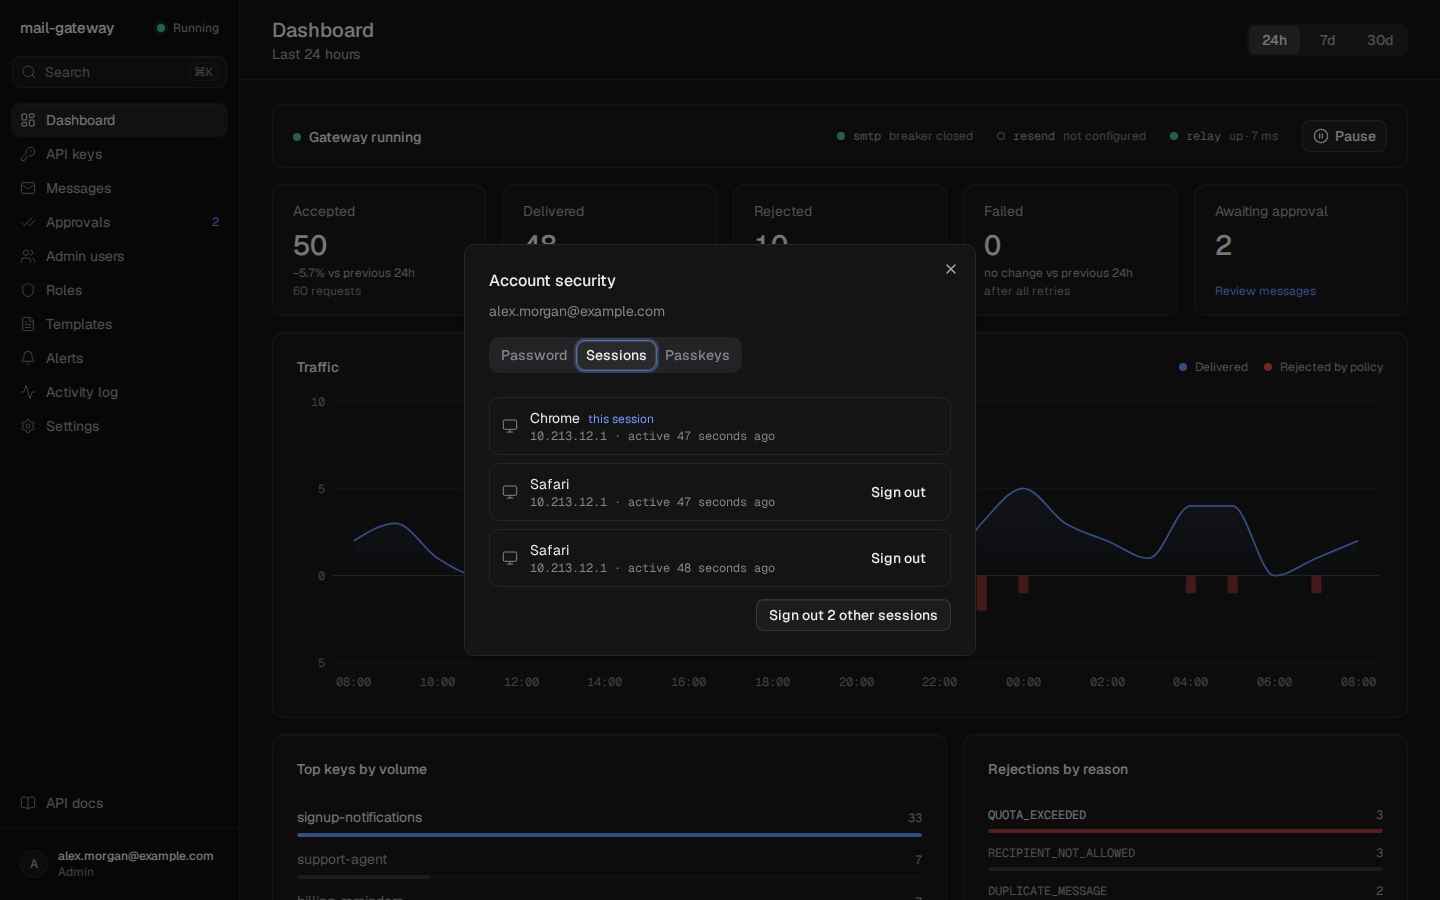 mail-gateway
Running
Search
⌘K
Dashboard
API keys
Messages
Approvals
2
Admin users
Roles
Templates
Alerts
Activity log
Settings
API docs
A
alex.morgan@example.com
Admin
Dashboard
Last 24 hours
24h
7d
30d
Gateway running
smtp breaker closed
resend not configured
relay up · 7 ms
Pause
Accepted
50
−5.7% vs previous 24h
60 requests
Delivered
48
Rejected
10
Failed
0
no change vs previous 24h
after all retries
Awaiting approval
2
Review messages
Account security
alex.morgan@example.com
Password
Sessions
Passkeys
Chrome this session
10.213.12.1 · active 47 seconds ago
Safari
10.213.12.1 · active 47 seconds ago
Sign out
Safari
10.213.12.1 · active 48 seconds ago
Sign out
Sign out 2 other sessions
Traffic
Delivered
Rejected by policy
10
5
0
5
08:00
10:00
12:00
14:00
16:00
18:00
20:00
22:00
00:00
02:00
04:00
06:00
08:00
Top keys by volume
signup-notifications
33
support-agent
7
Rejections by reason
QUOTA_EXCEEDED
3
RECIPIENT_NOT_ALLOWED
3
DUPLICATE_MESSAGE
2